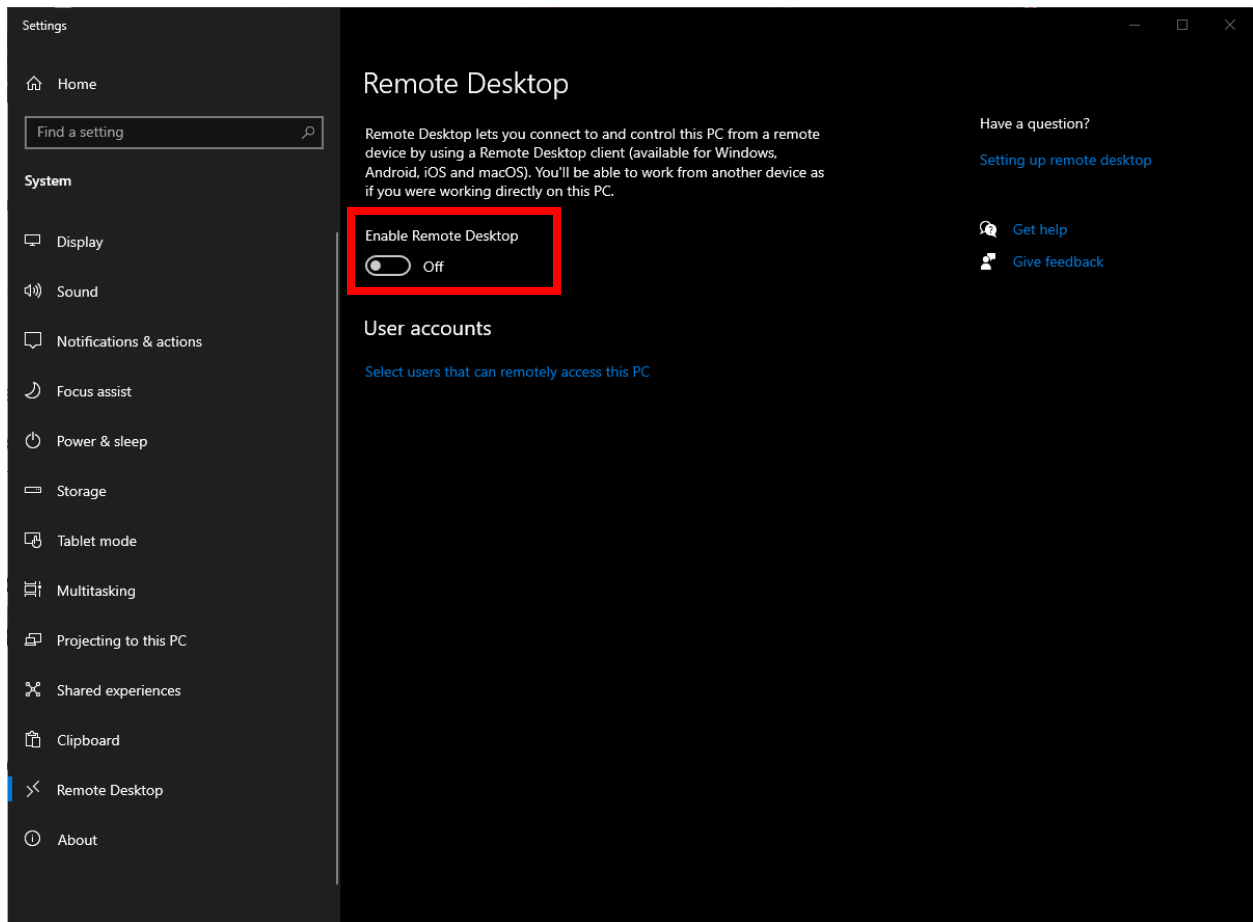 Settings
Home
Find a setting
System
Display
Sound
Notifications & actions
Focus assist
Power & sleep
Storage
Tablet mode
Multitasking
Projecting to this PC
Shared experiences
Clipboard
Remote Desktop
About
Remote Desktop
Remote Desktop lets you connect to and control this PC from a remote
device by using a Remote Desktop client (available for Windows,
Android, iOS and macOS). You'll be able to work from another device as
if you were working directly on this PC.
Enable Remote Desktop
Off
User accounts
Select users that can remotely access this PC
Have a question?
Setting up remote desktop
Get help
Give feedback